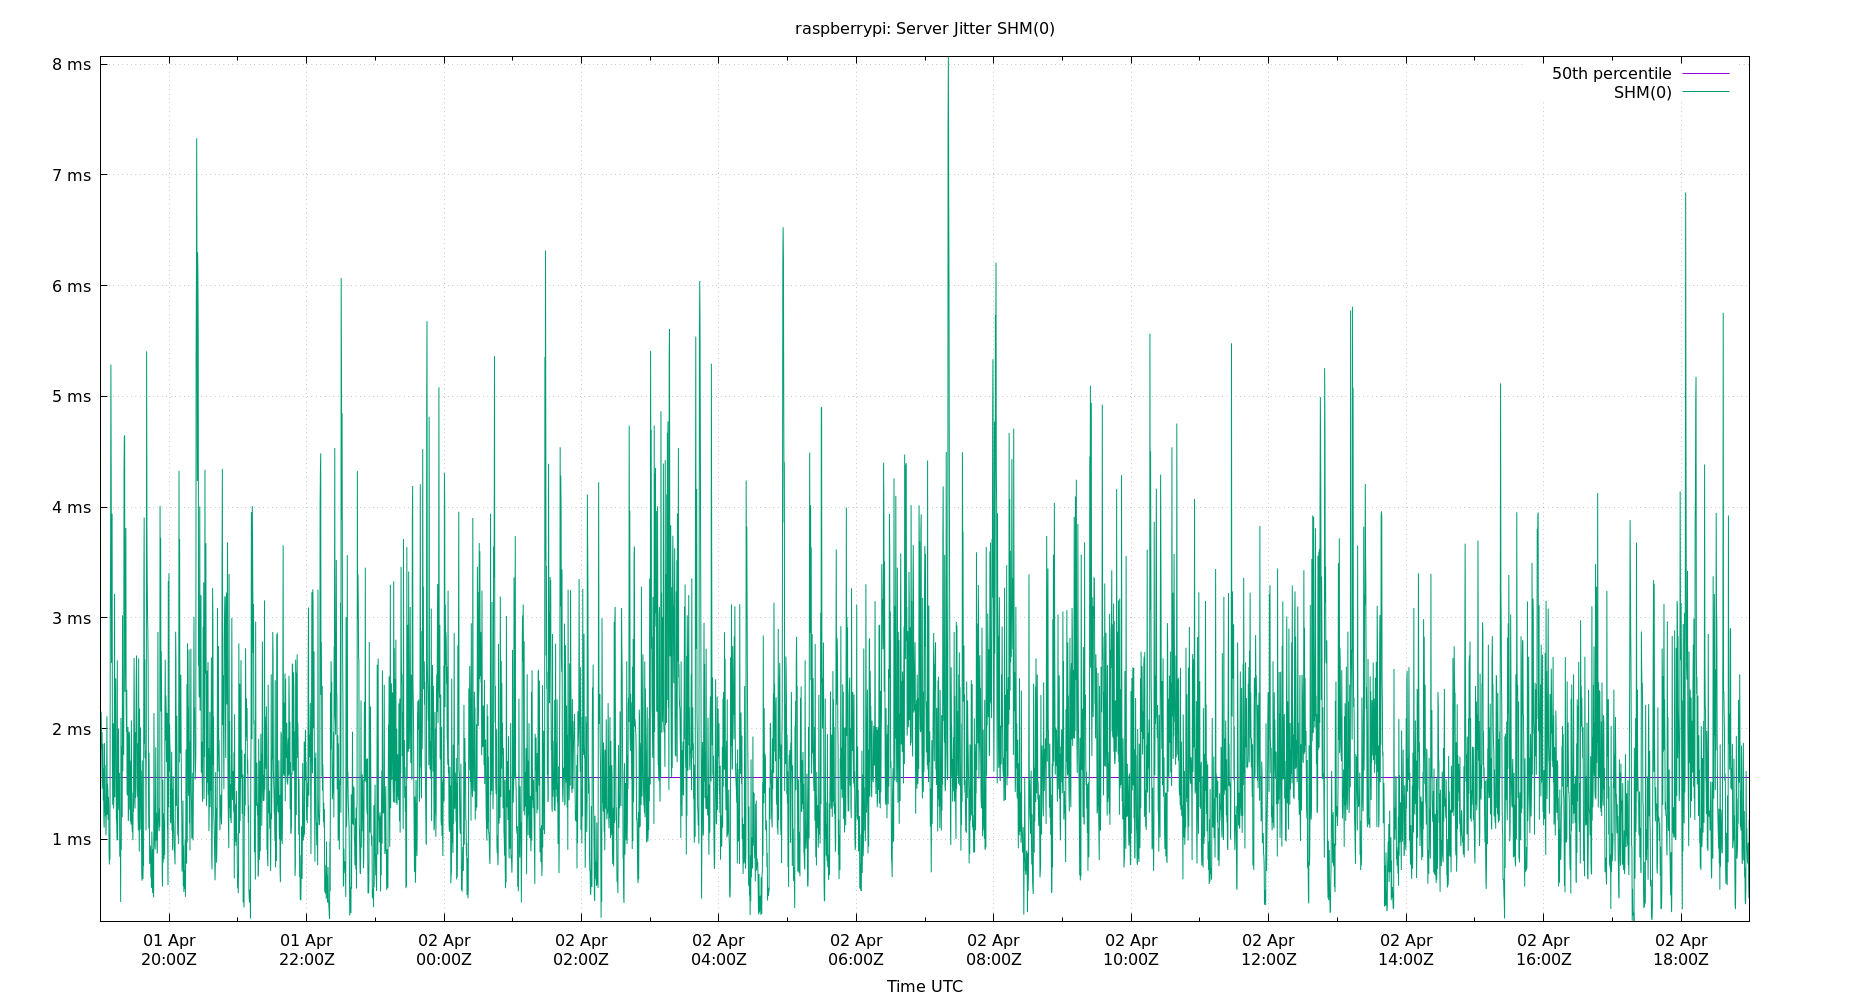 raspberrypi: Server Jitter SHM(0)
50th percentile
SHM(0)
8 ms
7 ms
6 ms
5 ms
4 ms
3 ms
2 ms
1 ms
01 Apr 01 Apr 02 Apr 02 Apr 02 Apr 02 Apr 02 Apr 02 Apr 02 Apr 02 Apr 02 Apr 02 Apr
20:00Z 22:00Z 00:00Z 02:00Z 04:00Z 06:00Z 08:00Z 10:00Z 12:00Z 14:00Z 16:00Z 18:00Z
Time UTC